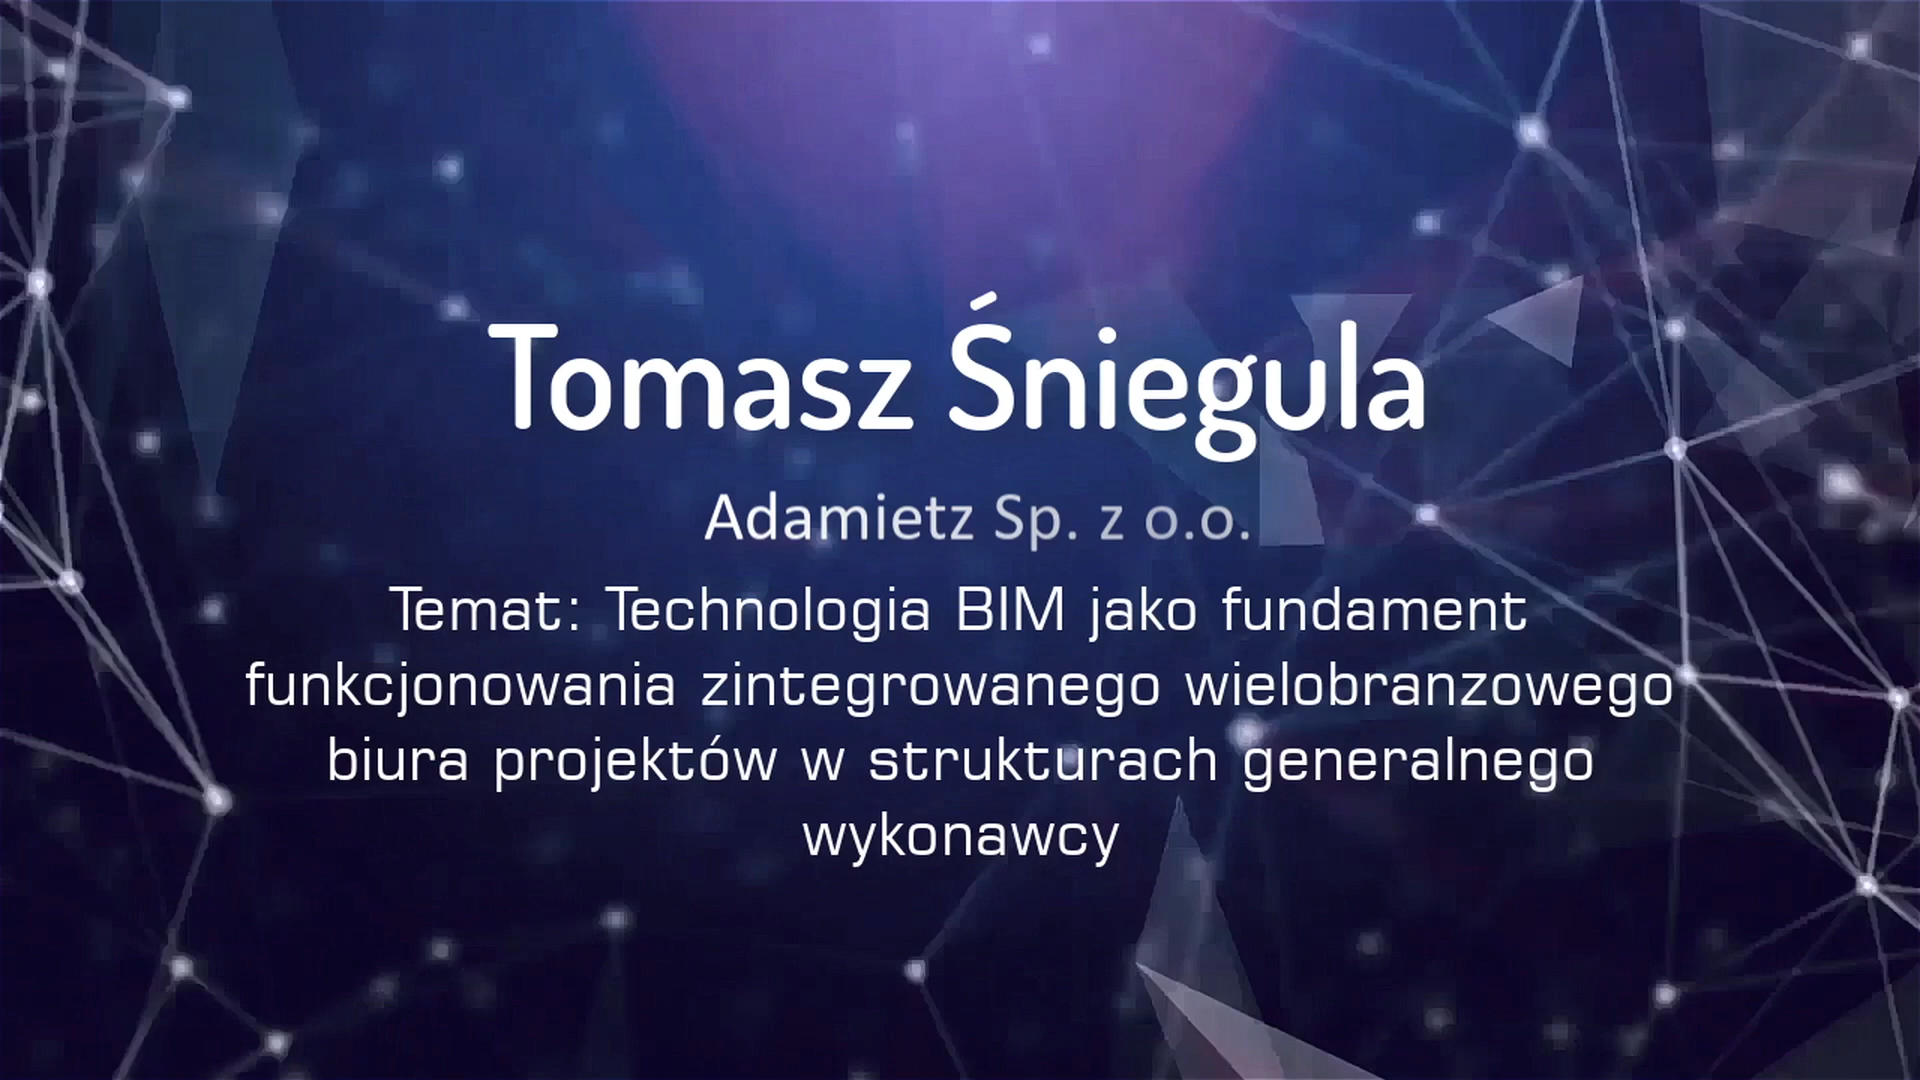 Tomasz Śniegula
Adamietz Sp. z o.o.
Temat: Technologia BIM jako fundament
funkcjonowania zintegrowanego wielobranzowego
biura projektów w strukturach generalnego
wykonawcy